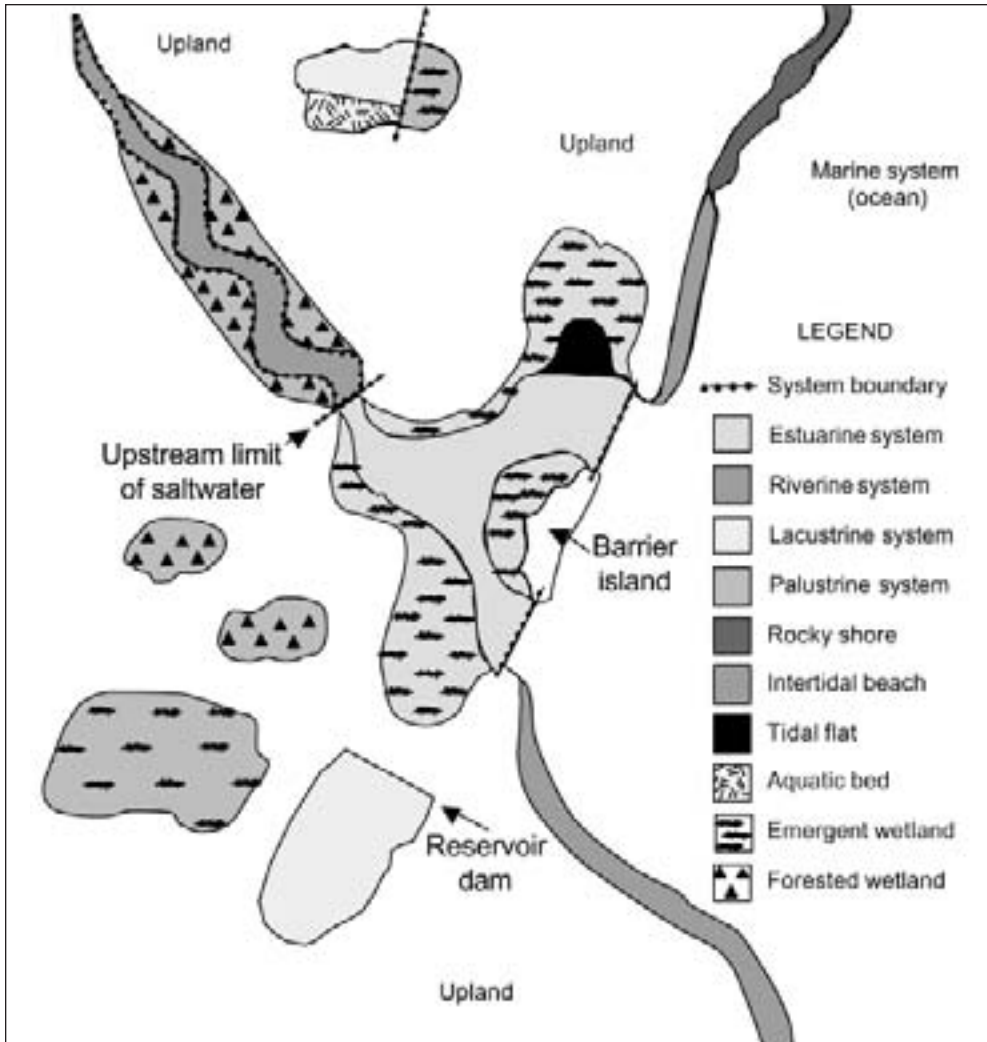 Upland
Upland
Marine system
(ocean)
LEGEND
System boundary
Estuarine system
Riverine system
Lacustrine system
Palustrine system
Rocky shore
Intertidal beach
Tidal flat
Aquatic bed
Emergent wetland
Forested wetland
Upstream limit
of saltwater
Barrier
island
Reservoir
dam
Upland